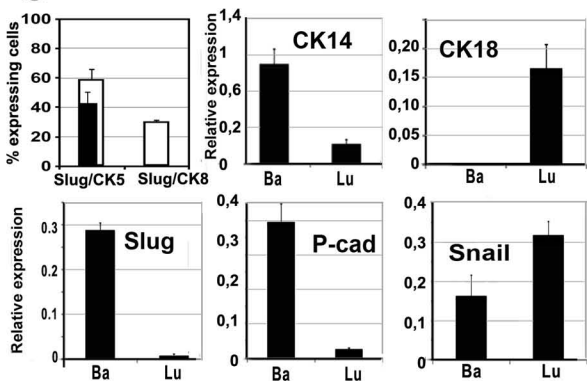 100
80
60
40
20
0
% expressing cells
Slug/CK5 Slug/CK8
1,4
1
0,6
0,2
0
Relative expression
CK14
Ba Lu
0,20
0,15
0,10
0,05
0
CK18
Ba Lu
0.3
0.2
0.1
0
Relative expression
Slug
Ba Lu
0,4
0,3
0,2
0,1
0
P-cad
Ba Lu
0,4
0,3
0,2
0,1
0
Snail
Ba Lu